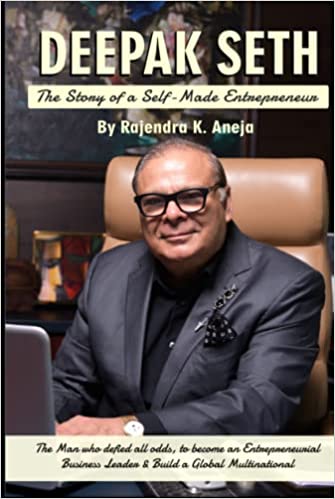 DEEPAK SETH
The Story of a Self-Made Entrepreneur
By Rajendra K. Aneja
The Man who defied all odds, to become an Entrepreneurial
Business Leader & Build a Global Multinational